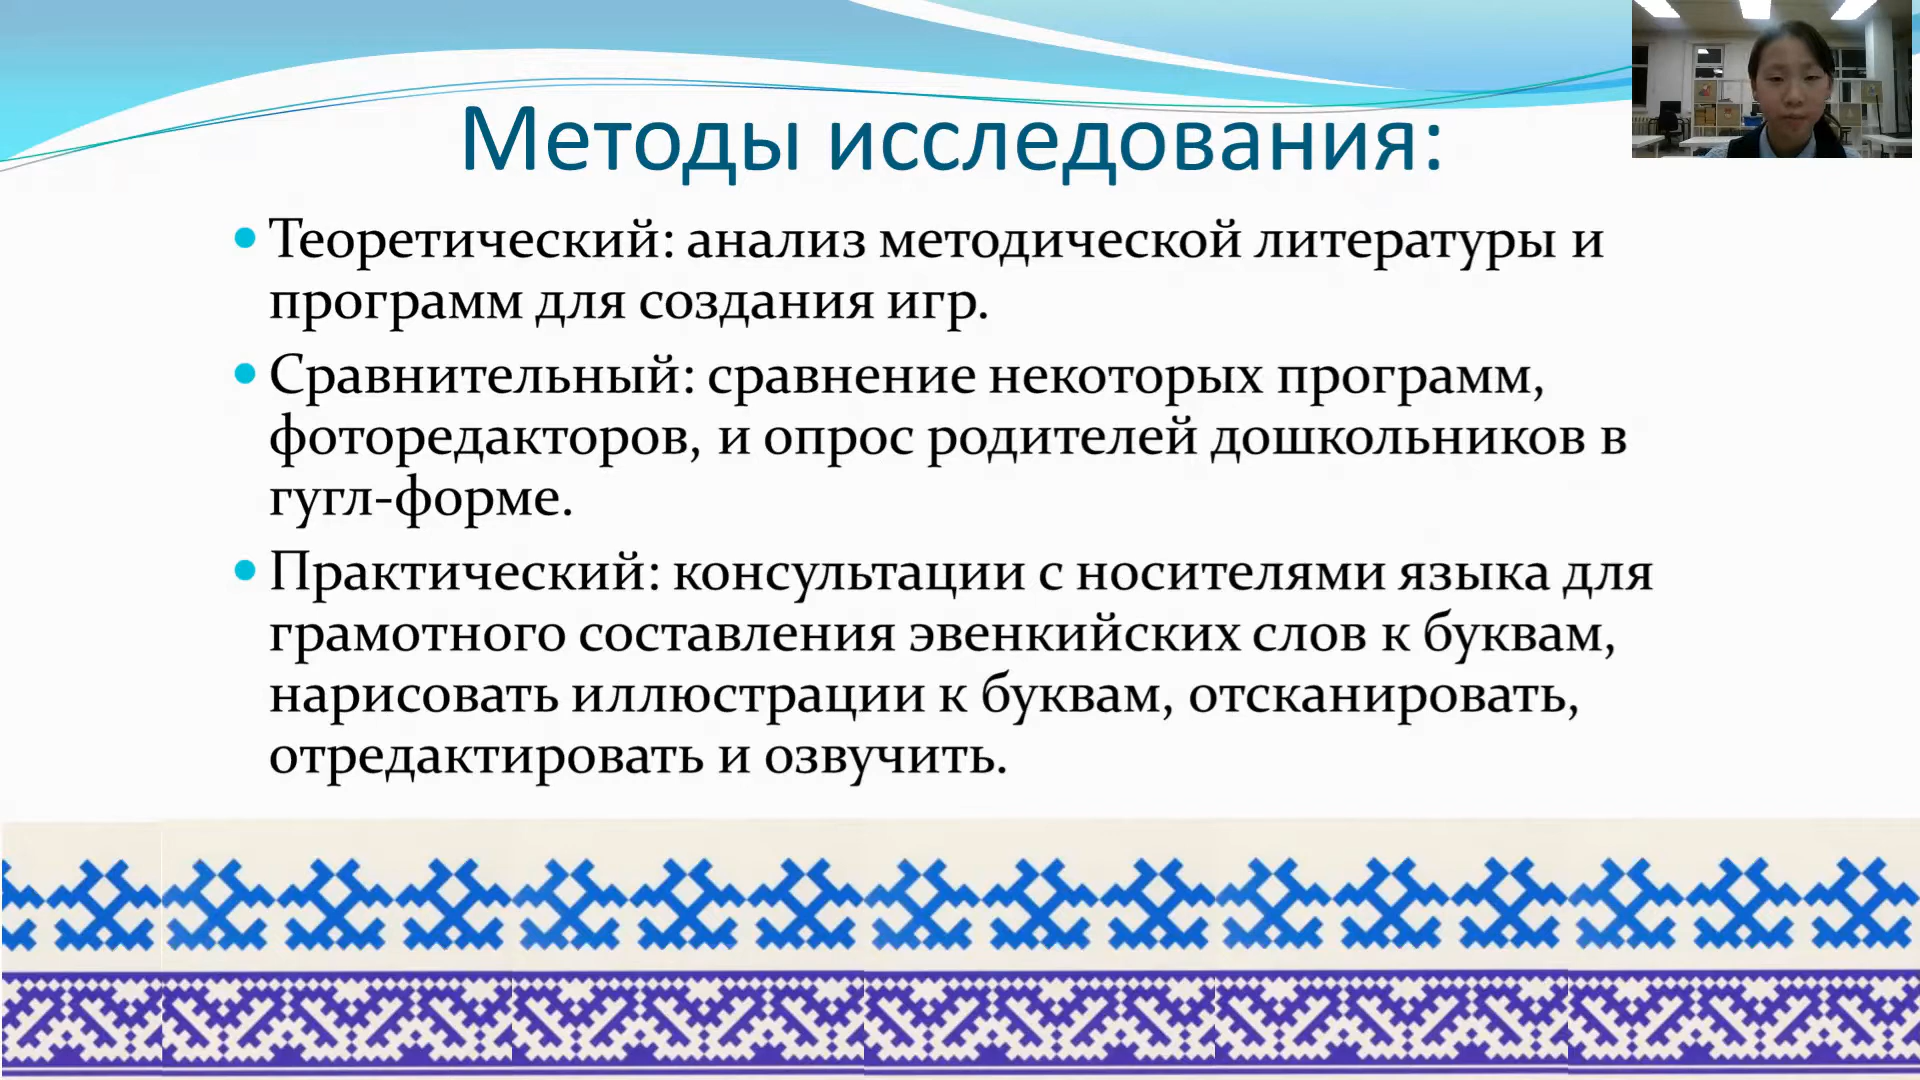 Методы исследования:
• Теоретический: анализ методической литературы и
программ для создания игр.
• Сравнительный: сравнение некоторых программ,
фоторедакторов, и опрос родителей дошкольников в
гугл-форме.
• Практический: консультации с носителями языка для
грамотного составления эвенкийских слов к буквам,
нарисовать иллюстрации к буквам, отсканировать,
отредактировать и озвучить.